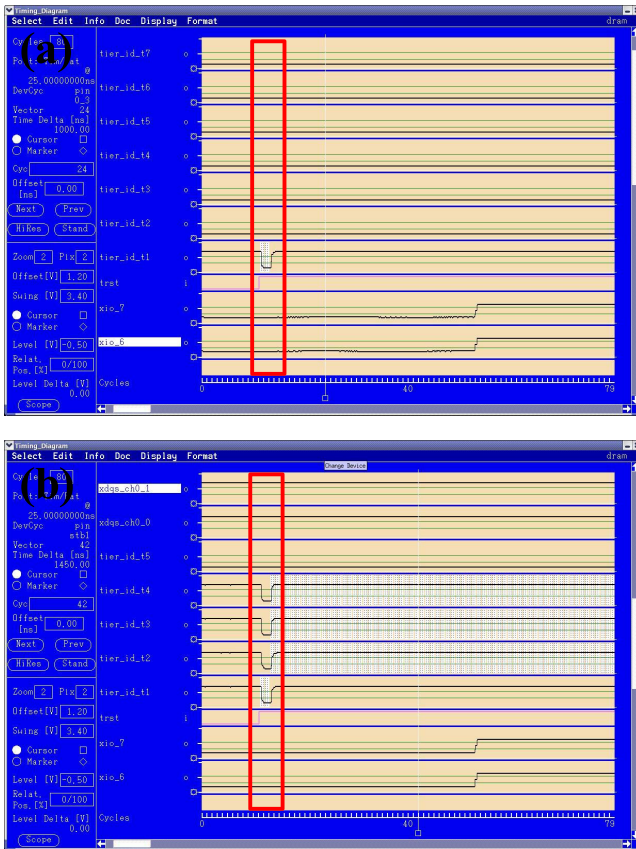 Timing_Diagram
Select Edit Info Doc Display Format dram
(a)
Cycles 80
@
25.00000000ns
DevCyc pin
0_3
Vector 24
Time Delta [ns]
1000.00
Cursor
Marker
Cyc 24
Offset [ns] 0.00
Next Prev
HiRes Stand
Zoom 2 Pix 2
Offset[V] 1.20
Swing [V] 3.40
Cursor
Marker
Level [V] -0.50
Relat. Pos.[%] 0/100
Level Delta [V]
0.00
Scope
tier_id_t7 o
tier_id_t6 o
tier_id_t5 o
tier_id_t4 o
tier_id_t3 o
tier_id_t2 o
tier_id_t1 o
trst i
xio_7 o
xio_6 o
Cycles 0 40 79
Timing_Diagram
Select Edit Info Doc Display Format dram
Change Device
(b)
80
@
25.00000000ns
DevCyc pin
stb1
Vector 42
Time Delta [ns]
1450.00
Cursor
Marker
Cyc 42
Offset [ns] 0.00
Next Prev
HiRes Stand
Zoom 2 Pix 2
Offset[V] 1.20
Swing [V] 3.40
Cursor
Marker
Level [V] -0.50
Relat. Pos.[%] 0/100
Level Delta [V]
0.00
Scope
xdqs_ch0_1 o
xdqs_ch0_0 o
tier_id_t5 o
tier_id_t4 o
tier_id_t3 o
tier_id_t2 o
tier_id_t1 o
trst i
xio_7 o
xio_6 o
Cycles 0 40 79